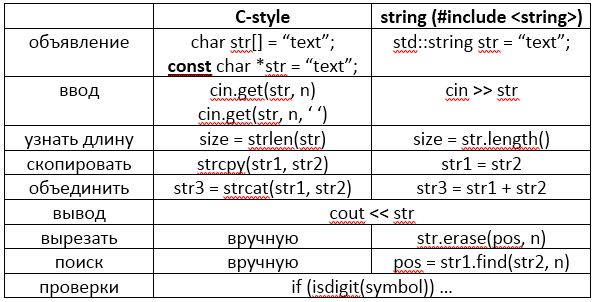 C-style string (#include <string>)
объявление char str[] = “text”; std::string str = “text”;
const char *str = “text”;
ввод cin.get(str, n) cin >> str
cin.get(str, n, ‘ ‘)
узнать длину size = strlen(str) size = str.length()
скопировать strcpy(str1, str2) str1 = str2
объединить str3 = strcat(str1, str2) str3 = str1 + str2
вывод cout << str
вырезать вручную str.erase(pos, n)
поиск вручную pos = str1.find(str2, n)
проверки if (isdigit(symbol)) ...